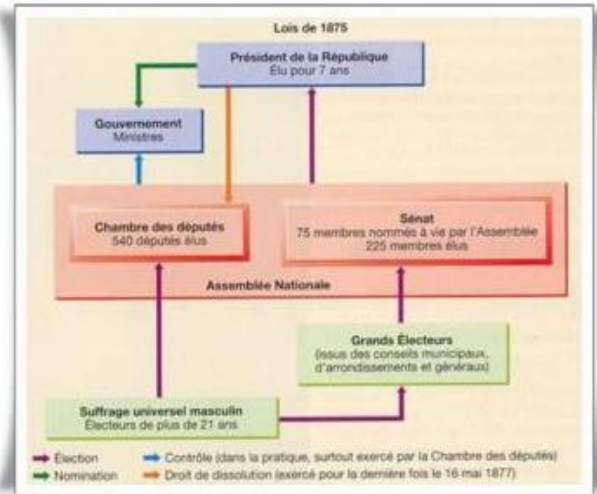 Lois de 1875
Président de la République
Élu pour 7 ans
Gouvernement
Ministres
Chambre des députés
540 députés élus
Sénat
75 membres nommés à vie par l'Assemblée
225 membres élus
Assemblée Nationale
Grands Électeurs
(issus des conseils municipaux,
d'arrondissements et généraux)
Suffrage universel masculin
Électeurs de plus de 21 ans
Élection
Contrôle (dans la pratique, surtout exercé par la Chambre des députés)
Nomination
Droit de dissolution (exercé pour la dernière fois le 16 mai 1877)